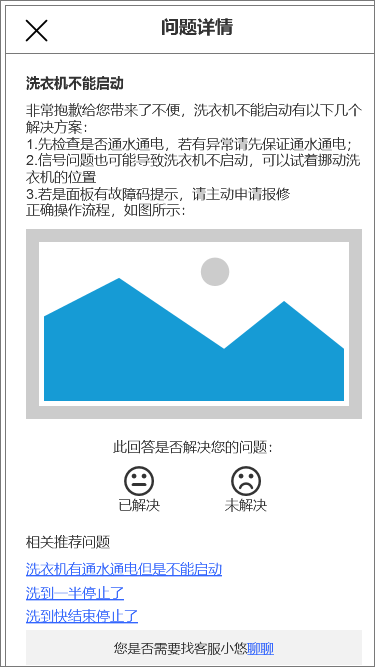 问题详情
洗衣机不能启动
非常抱歉给您带来了不便，洗衣机不能启动有以下几个
解决方案：
1.先检查是否通水通电，若有异常请先保证通水通电；
2.信号问题也可能导致洗衣机不启动，可以试着挪动洗
衣机的位置
3.若是面板有故障码提示，请主动申请报修
正确操作流程，如图所示：
此回答是否解决您的问题：
已解决
未解决
相关推荐问题
洗衣机有通水通电但是不能启动
洗到一半停止了
洗到快结束停止了
您是否需要找客服小悠聊聊